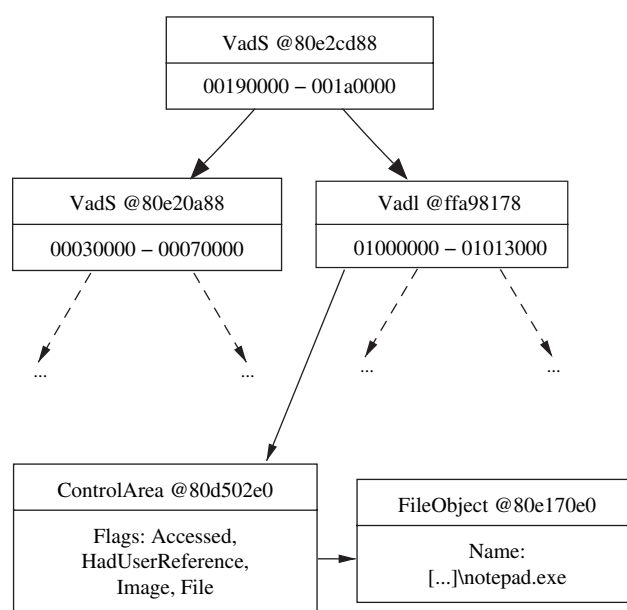 VadS @80e2cd88
00190000 – 001a0000
VadS @80e20a88
00030000 – 00070000
Vadl @ffa98178
01000000 – 01013000
...
...
...
...
ControlArea @80d502e0
Flags: Accessed,
HadUserReference,
Image, File
FileObject @80e170e0
Name:
[...]\notepad.exe